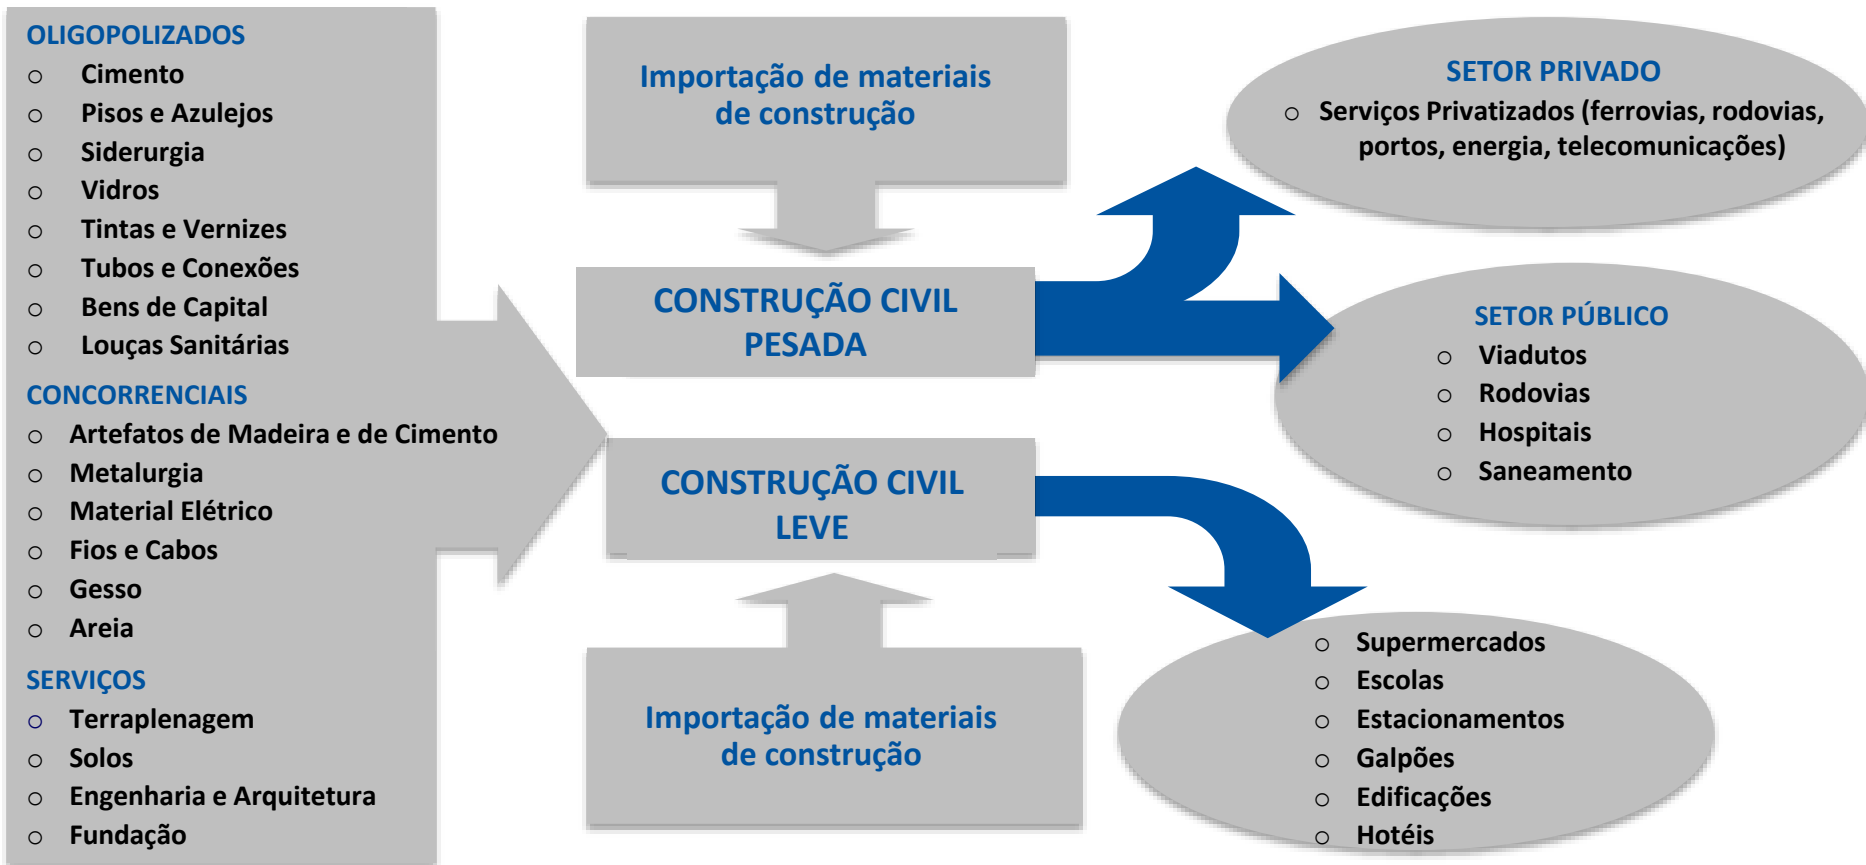 OLIGOPOLIZADOS
o Cimento
o Pisos e Azulejos
o Siderurgia
o Vidros
o Tintas e Vernizes
o Tubos e Conexões
o Bens de Capital
o Louças Sanitárias
CONCORRENCIAIS
o Artefatos de Madeira e de Cimento
o Metalurgia
o Material Elétrico
o Fios e Cabos
o Gesso
o Areia
SERVIÇOS
o Terraplenagem
o Solos
o Engenharia e Arquitetura
o Fundação
Importação de materiais
de construção
CONSTRUÇÃO CIVIL
PESADA
CONSTRUÇÃO CIVIL
LEVE
Importação de materiais
de construção
SETOR PRIVADO
o Serviços Privatizados (ferrovias, rodovias,
portos, energia, telecomunicações)
SETOR PÚBLICO
o Viadutos
o Rodovias
o Hospitais
o Saneamento
o Supermercados
o Escolas
o Estacionamentos
o Galpões
o Edificações
o Hotéis